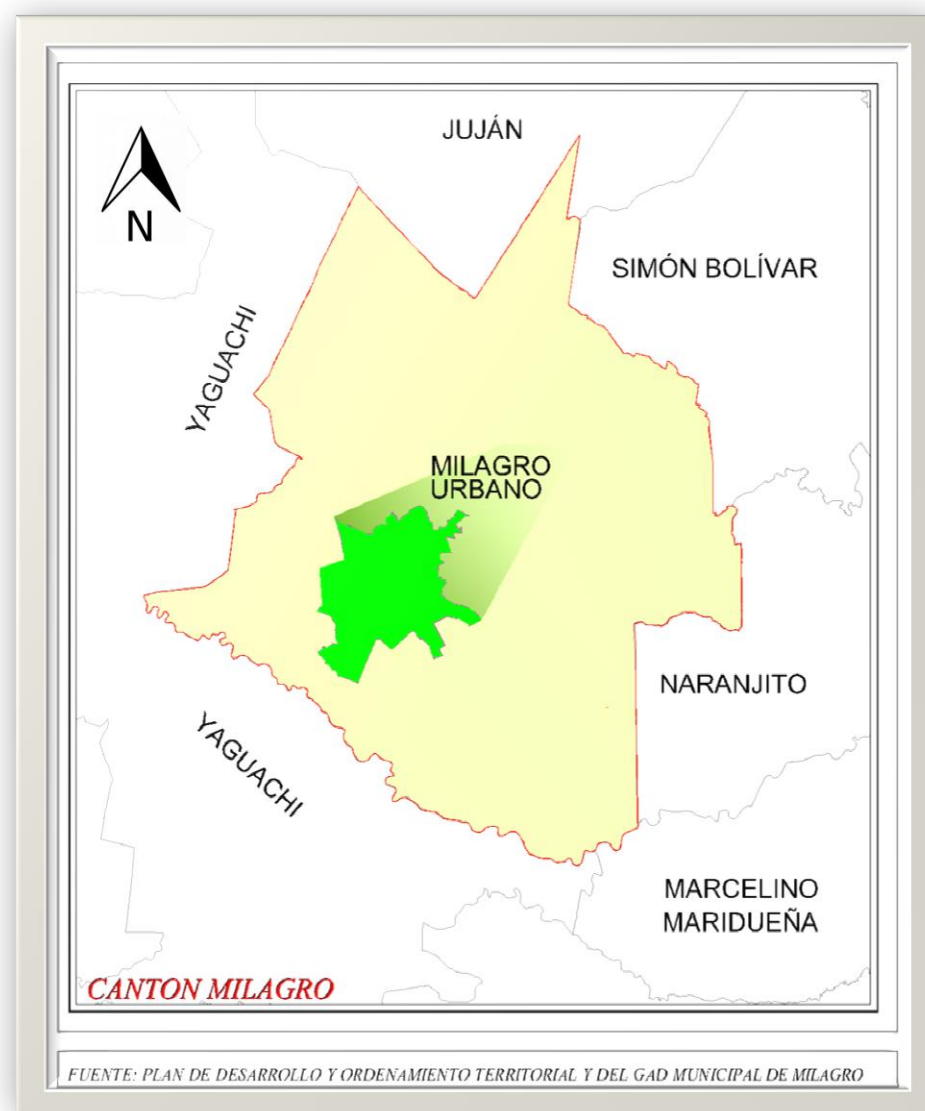 JUJÁN
N
SIMÓN BOLÍVAR
YAGUACHI
MILAGRO
URBANO
NARANJITO
YAGUACHI
MARCELINO
MARIDUEÑA
CANTON MILAGRO
FUENTE: PLAN DE DESARROLLO Y ORDENAMIENTO TERRITORIAL Y DEL GAD MUNICIPAL DE MILAGRO